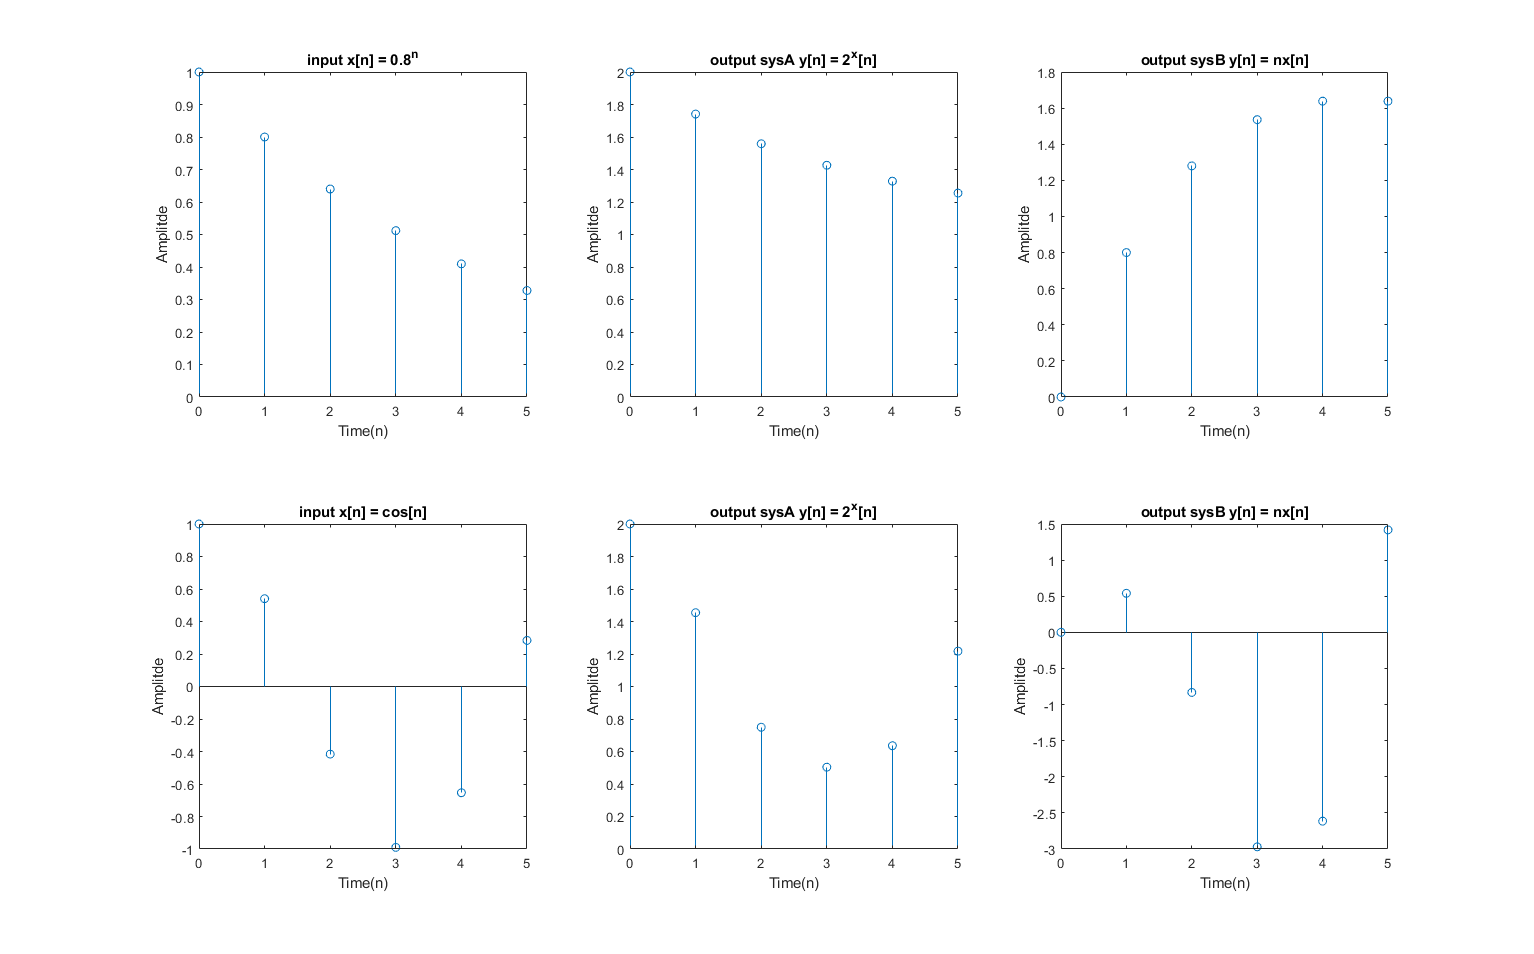 input x[n] = 0.8^n
1
0.9
0.8
0.7
0.6
0.5
0.4
0.3
0.2
0.1
0
Amplitde
0 1 2 3 4 5
Time(n)
output sysA y[n] = 2^x[n]
2
1.8
1.6
1.4
1.2
1
0.8
0.6
0.4
0.2
0
Amplitde
0 1 2 3 4 5
Time(n)
output sysB y[n] = nx[n]
1.8
1.6
1.4
1.2
1
0.8
0.6
0.4
0.2
0
Amplitde
0 1 2 3 4 5
Time(n)
input x[n] = cos[n]
1
0.8
0.6
0.4
0.2
0
-0.2
-0.4
-0.6
-0.8
-1
Amplitde
0 1 2 3 4 5
Time(n)
output sysA y[n] = 2^x[n]
2
1.8
1.6
1.4
1.2
1
0.8
0.6
0.4
0.2
0
Amplitde
0 1 2 3 4 5
Time(n)
output sysB y[n] = nx[n]
1.5
1
0.5
0
-0.5
-1
-1.5
-2
-2.5
-3
Amplitde
0 1 2 3 4 5
Time(n)